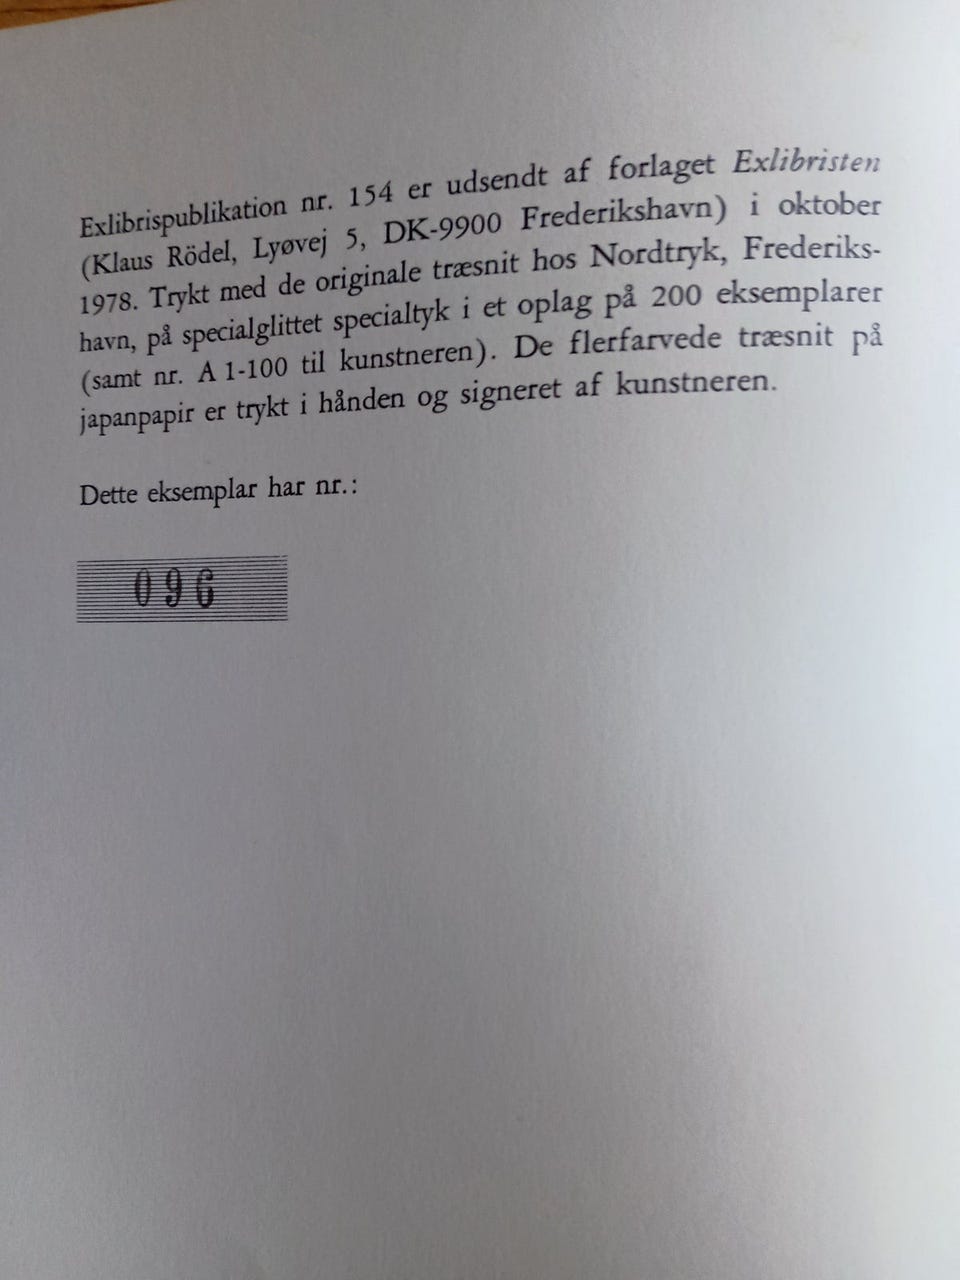 Exlibrispublikation nr. 154 er udsendt af forlaget Exlibristen
(Klaus Rödel, Lyøvej 5, DK-9900 Frederikshavn) i oktober
1978. Trykt med de originale træsnit hos Nordtryk, Frederiks-
havn, på specialglittet specialtyk i et oplag på 200 eksemplarer
(samt nr. A 1-100 til kunstneren). De flerfarvede træsnit på
japanpapir er trykt i hånden og signeret af kunstneren.
Dette eksemplar har nr.:
096